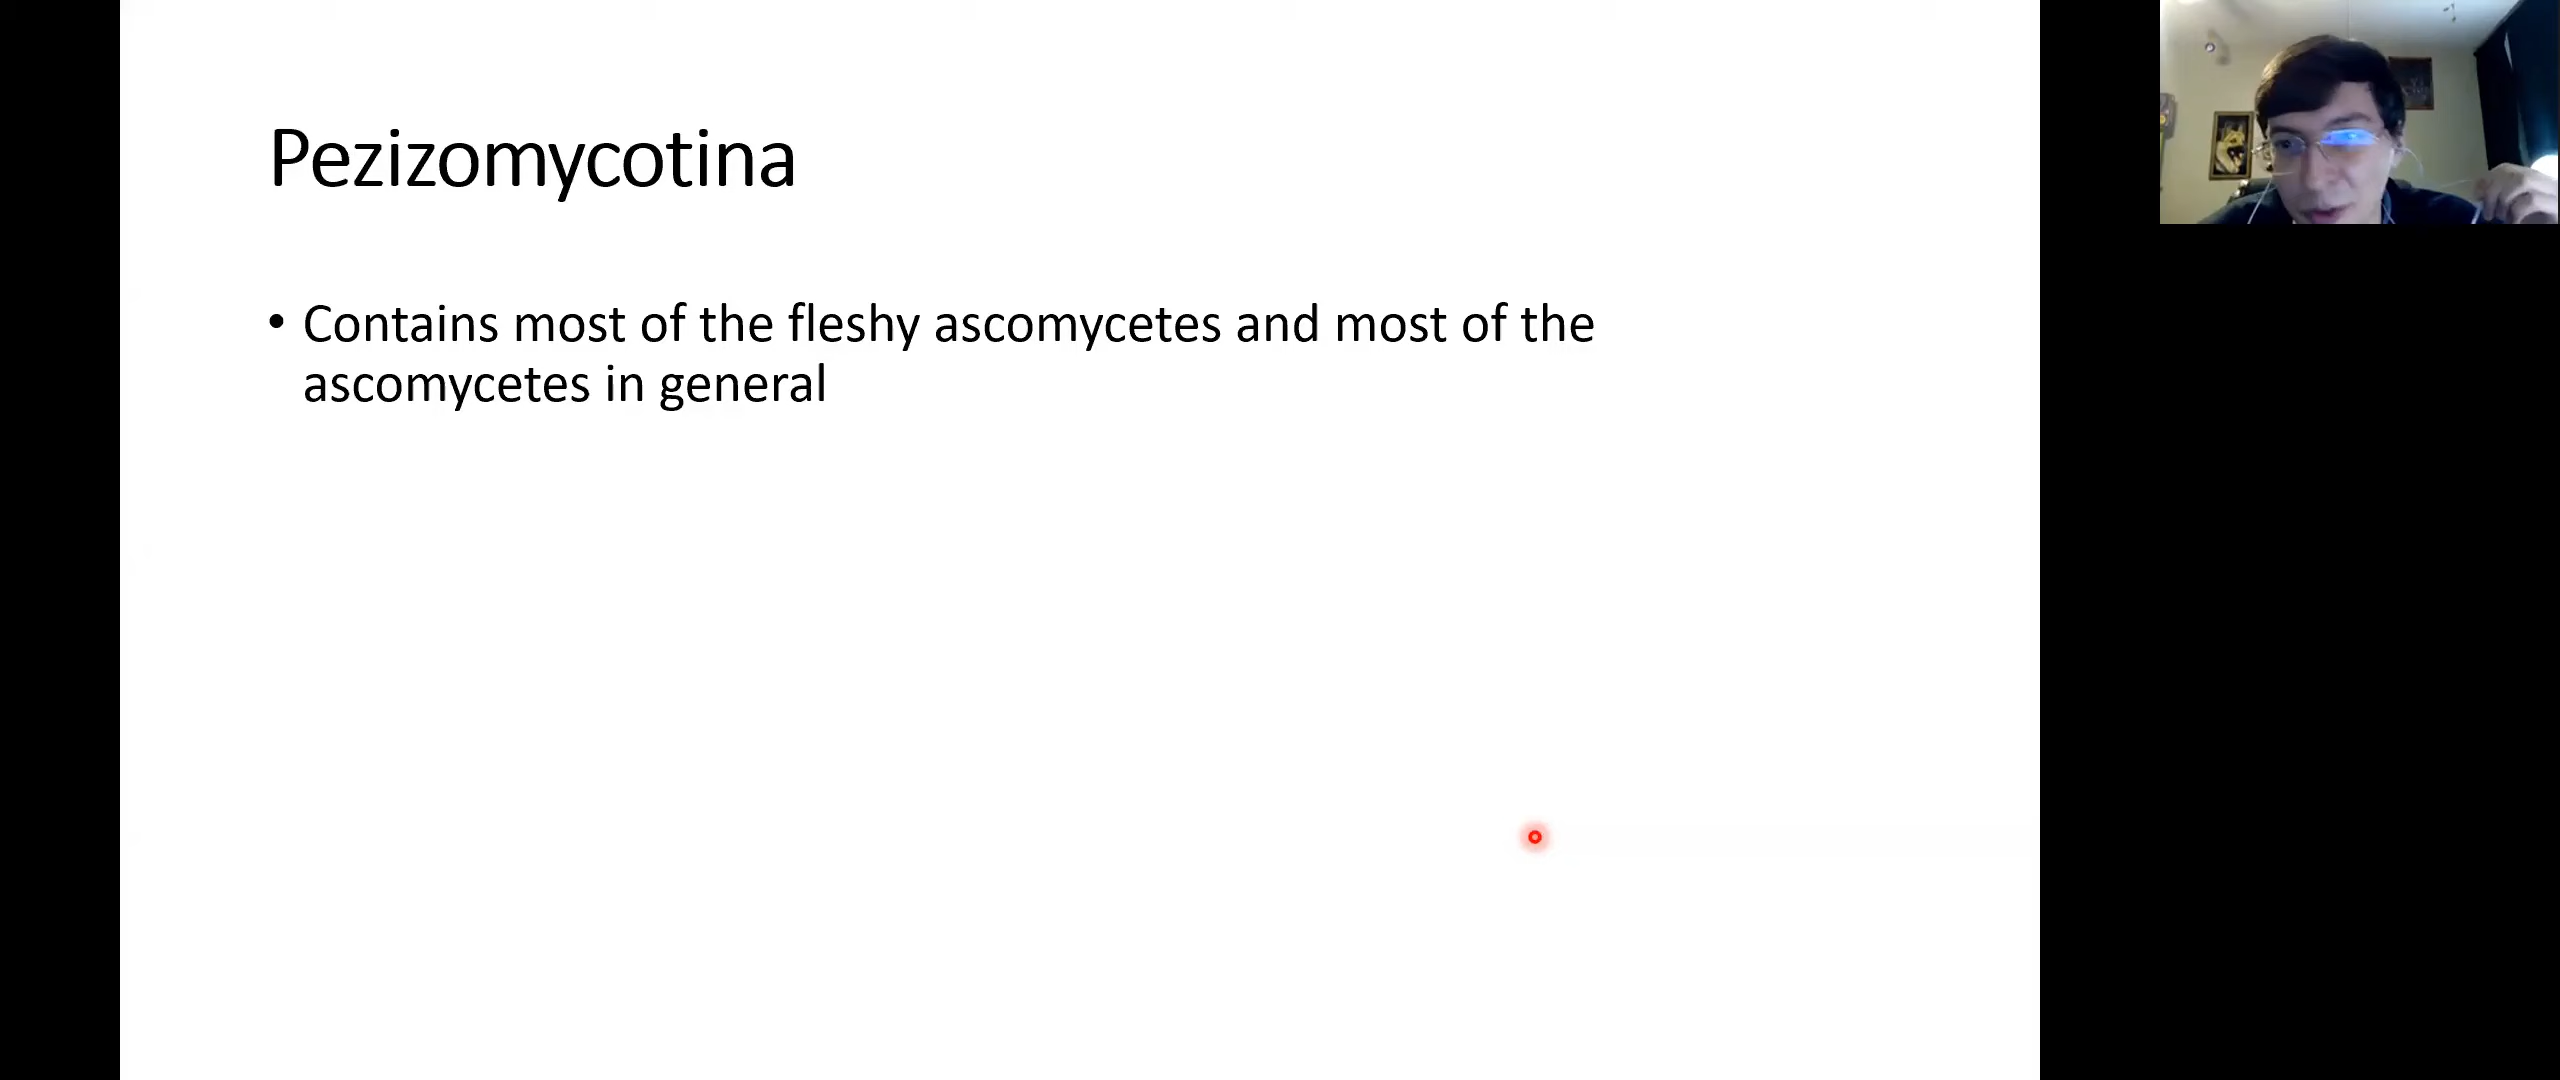 Pezizomycotina
• Contains most of the fleshy ascomycetes and most of the
ascomycetes in general